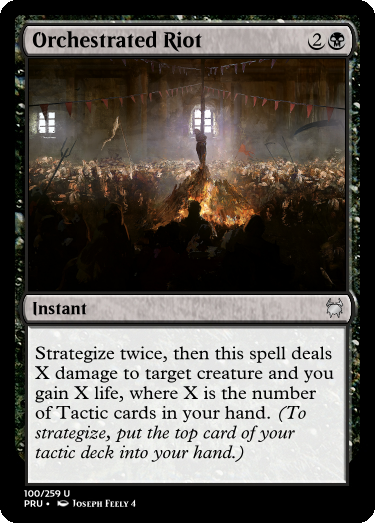 Orchestrated Riot
2
Instant
Strategize twice, then this spell deals
X damage to target creature and you
gain X life, where X is the number
of Tactic cards in your hand. (To
strategize, put the top card of your
tactic deck into your hand.)
100/259 U
PRU • Joseph Feely 4